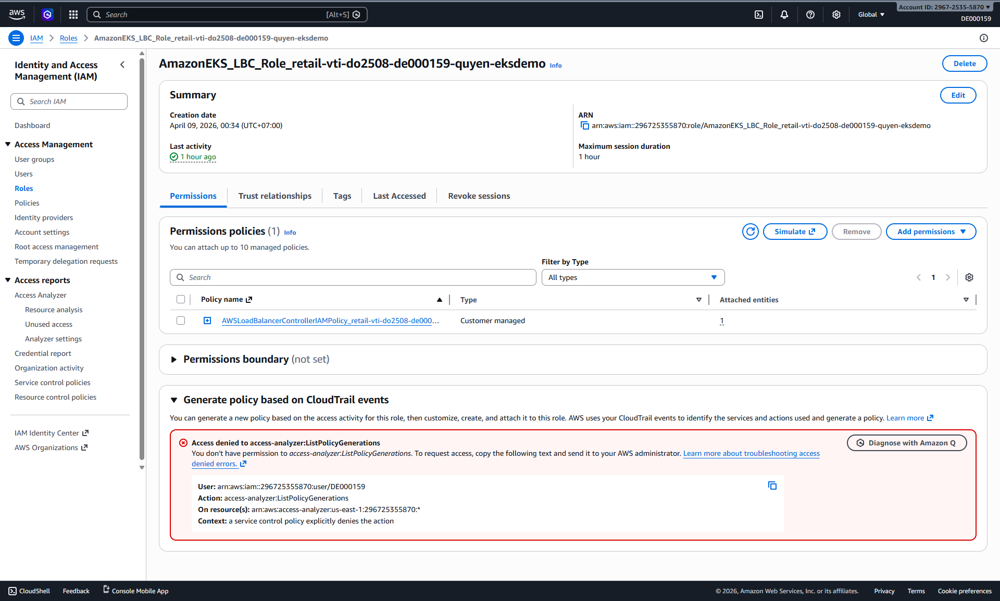 aws
Search
[Alt+S]
Global
Account ID: 2967-2535-5870
DE000159
IAM
Roles
AmazonEKS_LBC_Role_retail-vti-do2508-de000159-quyen-eksdemo
Identity and Access Management (IAM)
Search IAM
Dashboard
Access Management
User groups
Users
Roles
Policies
Identity providers
Account settings
Root access management
Temporary delegation requests
Access reports
Access Analyzer
Resource analysis
Unused access
Analyzer settings
Credential report
Organization activity
Service control policies
Resource control policies
IAM Identity Center
AWS Organizations
AmazonEKS_LBC_Role_retail-vti-do2508-de000159-quyen-eksdemo Info
Delete
Summary
Edit
Creation date
April 09, 2026, 00:34 (UTC+07:00)
ARN
arn:aws:iam::296725355870:role/AmazonEKS_LBC_Role_retail-vti-do2508-de000159-quyen-eksdemo
Last activity
1 hour ago
Maximum session duration
1 hour
Permissions
Trust relationships
Tags
Last Accessed
Revoke sessions
Permissions policies (1) Info
Simulate
Remove
Add permissions
You can attach up to 10 managed policies.
Filter by Type
Search
All types
1
Policy name
Type
Attached entities
AWSLoadBalancerControllerIAMPolicy_retail-vti-do2508-de000...
Customer managed
1
Permissions boundary (not set)
Generate policy based on CloudTrail events
You can generate a new policy based on the access activity for this role, then customize, create, and attach it to this role. AWS uses your CloudTrail events to identify the services and actions used and generate a policy. Learn more
Access denied to access-analyzer:ListPolicyGenerations
Diagnose with Amazon Q
You don't have permission to access-analyzer:ListPolicyGenerations. To request access, copy the following text and send it to your AWS administrator. Learn more about troubleshooting access
denied errors.
User: arn:aws:iam::296725355870:user/DE000159
Action: access-analyzer:ListPolicyGenerations
On resource(s): arn:aws:access-analyzer:us-east-1:296725355870:*
Context: a service control policy explicitly denies the action
CloudShell
Feedback
Console Mobile App
© 2026, Amazon Web Services, Inc. or its affiliates.
Privacy
Terms
Cookie preferences